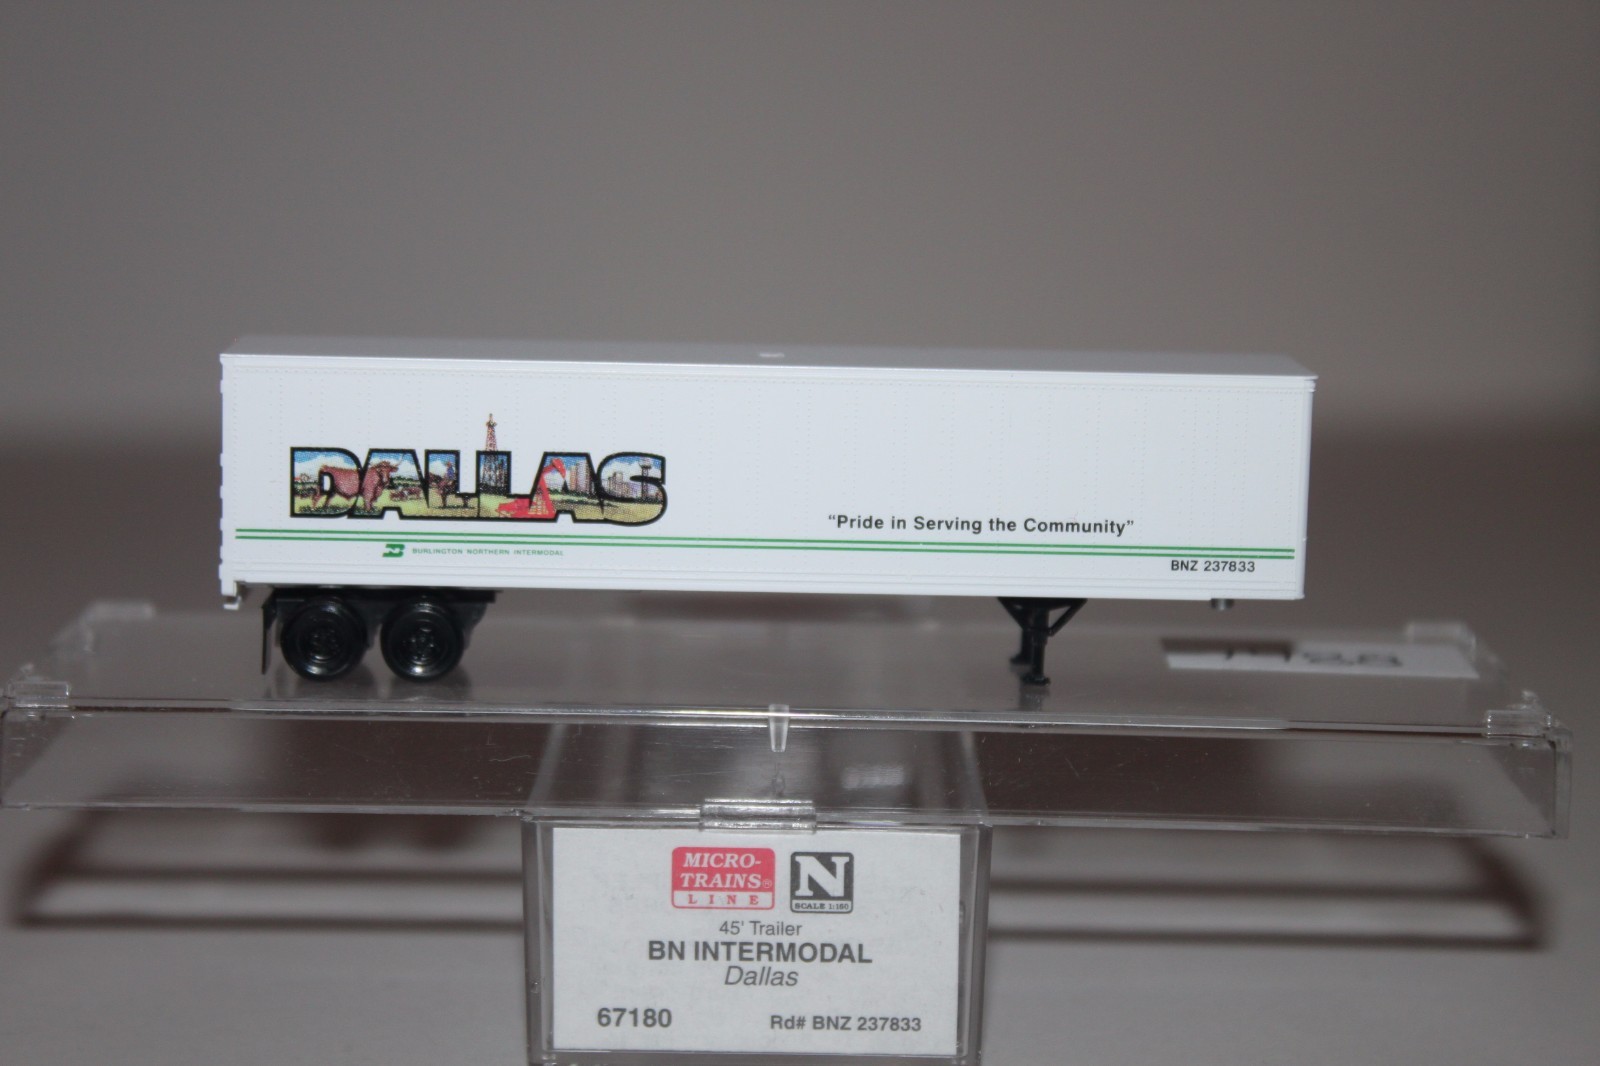 DALLAS
“Pride in Serving the Community”
BURLINGTON NORTHERN INTERMODAL
BNZ 237833
MICRO-
TRAINS®
LINE
N
SCALE 1:160
45' Trailer
BN INTERMODAL
Dallas
67180
Rd# BNZ 237833